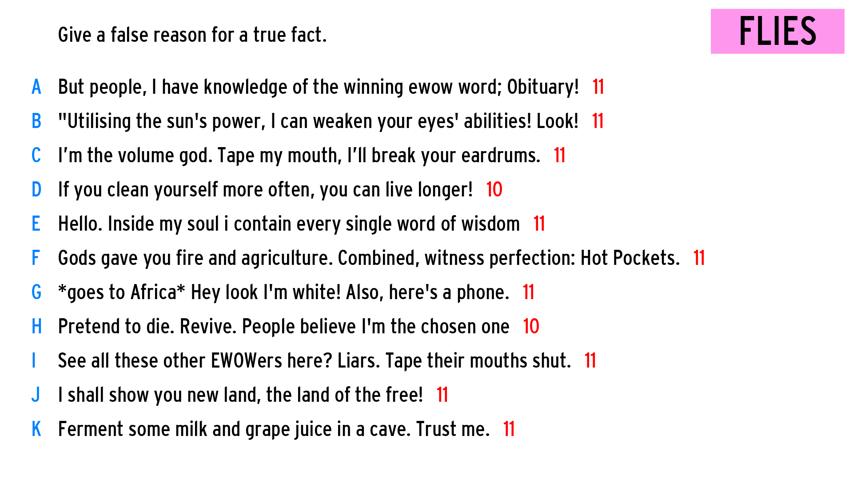 Give a false reason for a true fact.
FLIES
A But people, I have knowledge of the winning ewow word; Obituary! 11
B "Utilising the sun's power, I can weaken your eyes' abilities! Look! 11
C I'm the volume god. Tape my mouth, I'll break your eardrums. 11
D If you clean yourself more often, you can live longer! 10
E Hello. Inside my soul i contain every single word of wisdom 11
F Gods gave you fire and agriculture. Combined, witness perfection: Hot Pockets. 11
G *goes to Africa* Hey look I'm white! Also, here's a phone. 11
H Pretend to die. Revive. People believe I'm the chosen one 10
I See all these other EWOWers here? Liars. Tape their mouths shut. 11
J I shall show you new land, the land of the free! 11
K Ferment some milk and grape juice in a cave. Trust me. 11